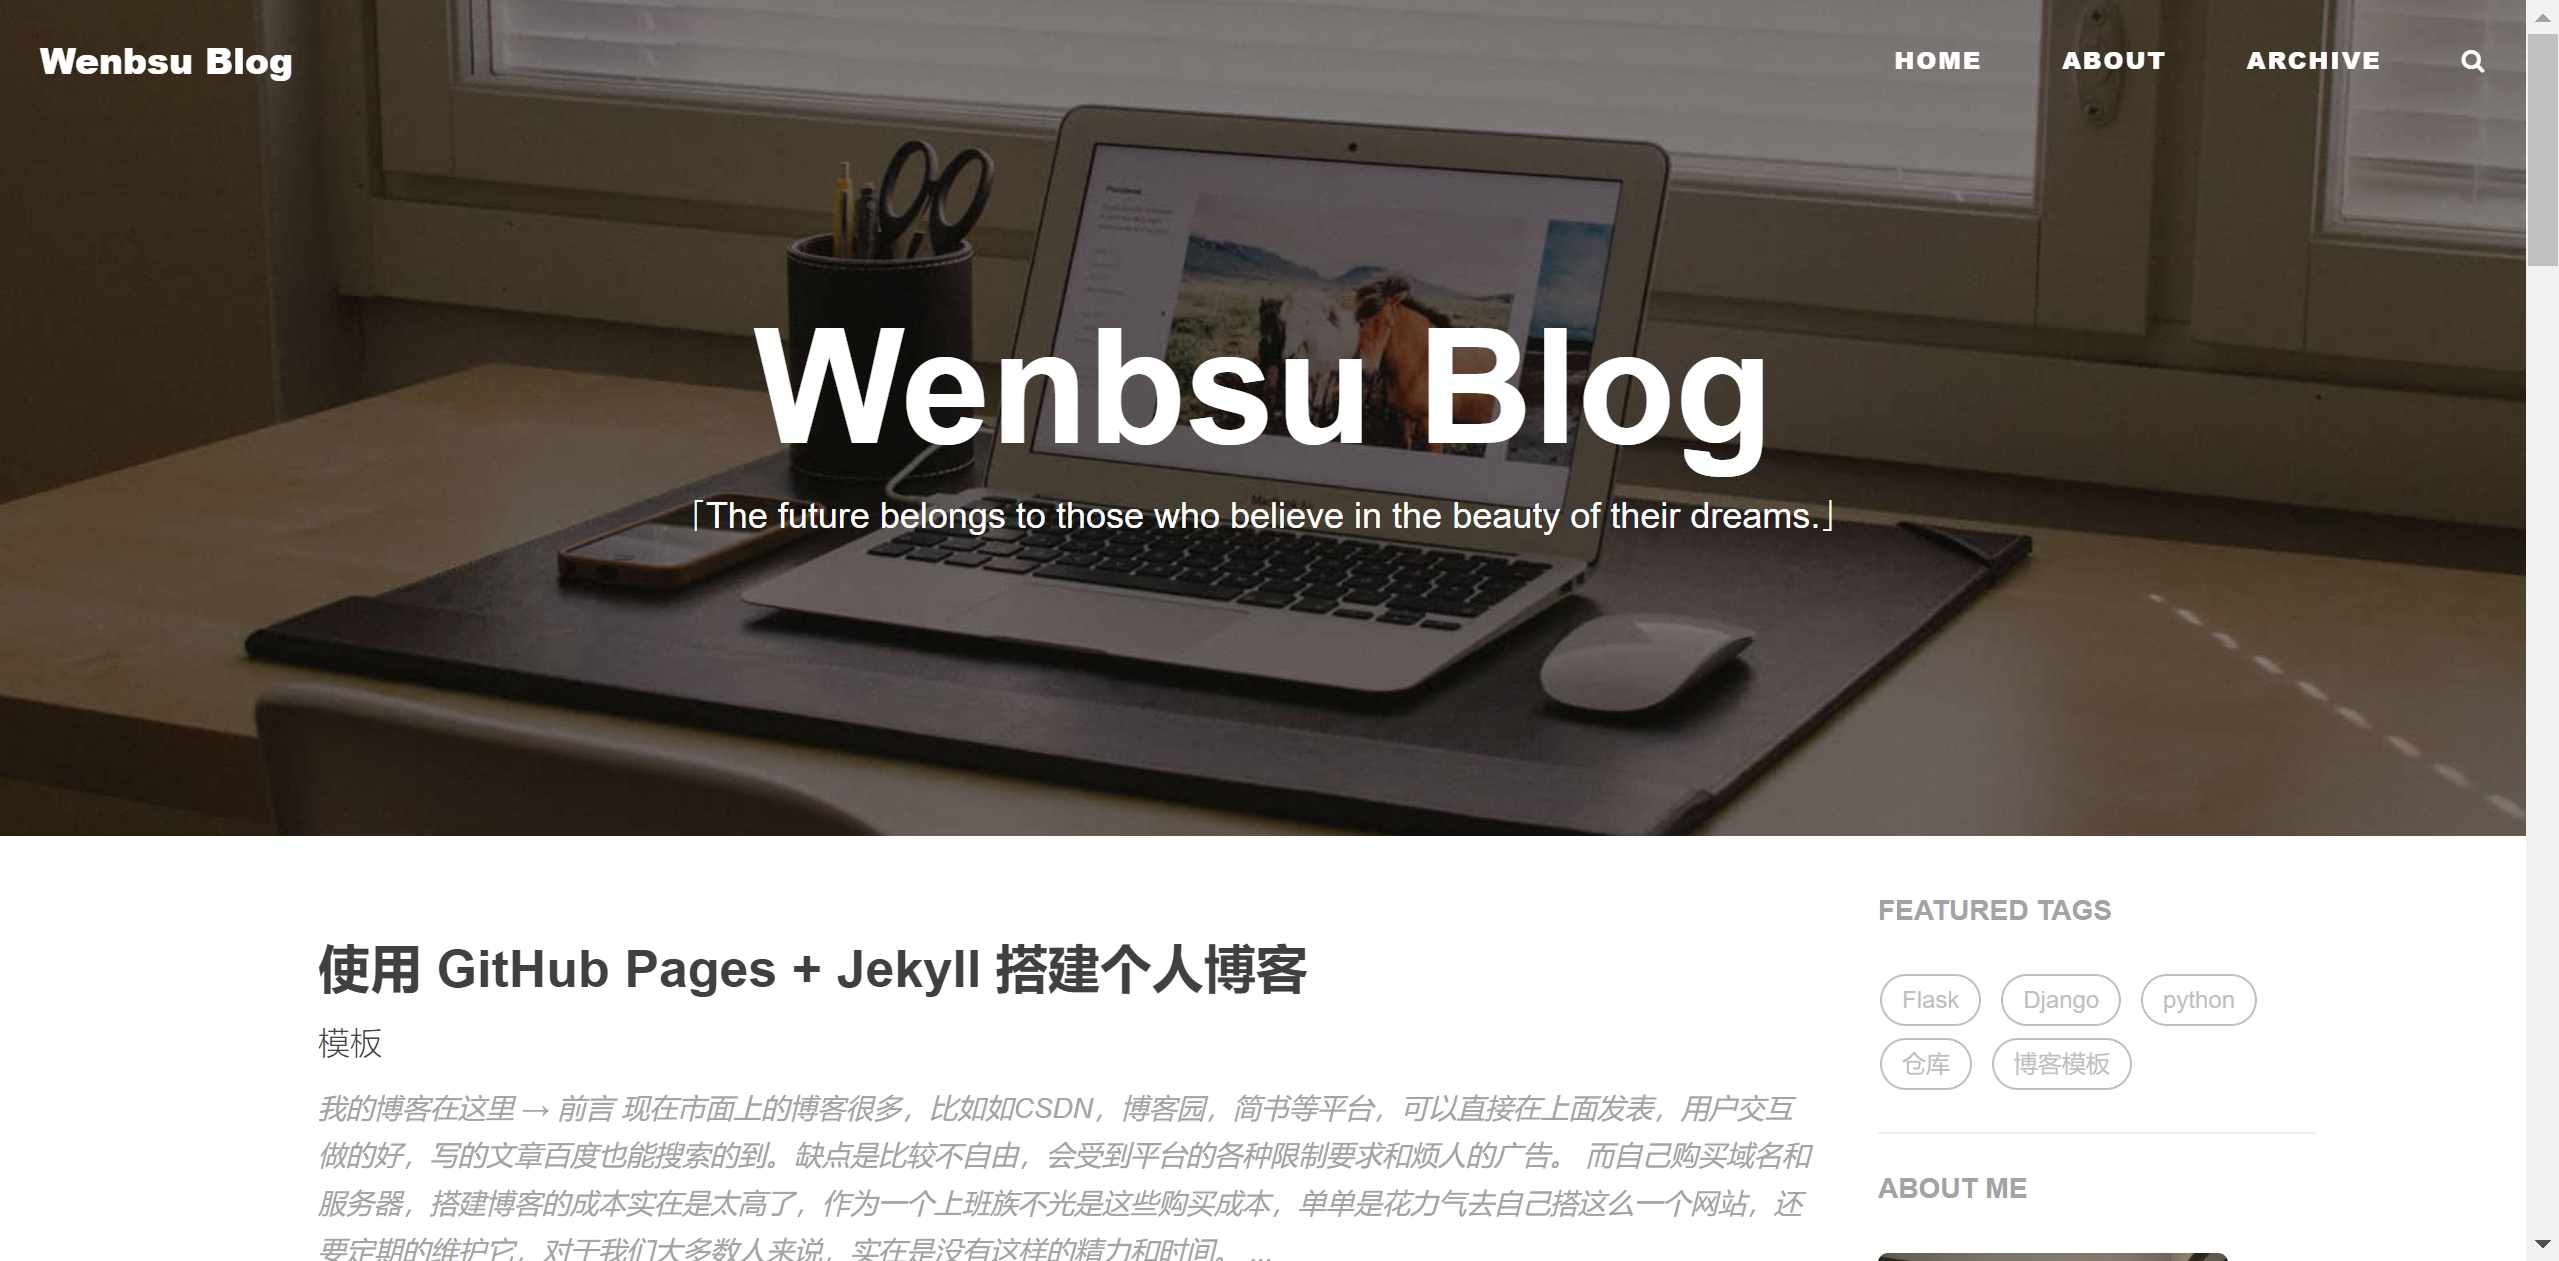 Wenbsu Blog
HOME ABOUT ARCHIVE
Wenbsu Blog
「The future belongs to those who believe in the beauty of their dreams.」
使用 GitHub Pages + Jekyll 搭建个人博客
模板
我的博客在这里 → 前言 现在市面上的博客很多，比如如CSDN，博客园，简书等平台，可以直接在上面发表，用户交互
做的好，写的文章百度也能搜索的到。缺点是比较不自由，会受到平台的各种限制要求和烦人的广告。 而自己购买域名和
服务器，搭建博客的成本实在是太高了，作为一个上班族不光是这些购买成本，单单是花力气去自己搭这么一个网站，还
要定期的维护它，对于我们大多数人来说，实在是没有这样的精力和时间。 ...
FEATURED TAGS
Flask Django python
仓库 博客模板
ABOUT ME